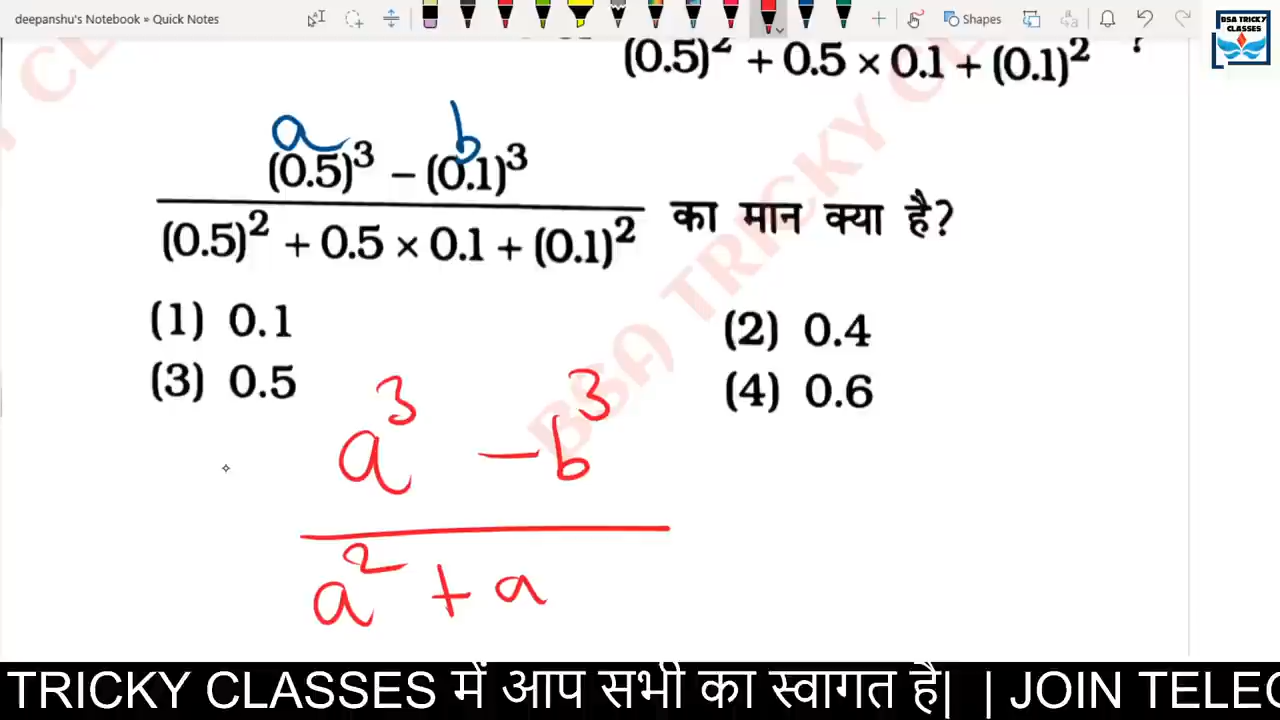 deepanshu's Notebook » Quick Notes
Shapes
BSA TRICKY CLASSES
(0.5)² + 0.5 × 0.1 + (0.1)² ?
a b
(0.5)³ − (0.1)³
(0.5)² + 0.5 × 0.1 + (0.1)² का मान क्या है?
(1) 0.1 (2) 0.4
(3) 0.5 (4) 0.6
a³ − b³
a² + a
BSA TRICKY
TRICKY CLASSES में आप सभी का स्वागत है| | JOIN TELEG